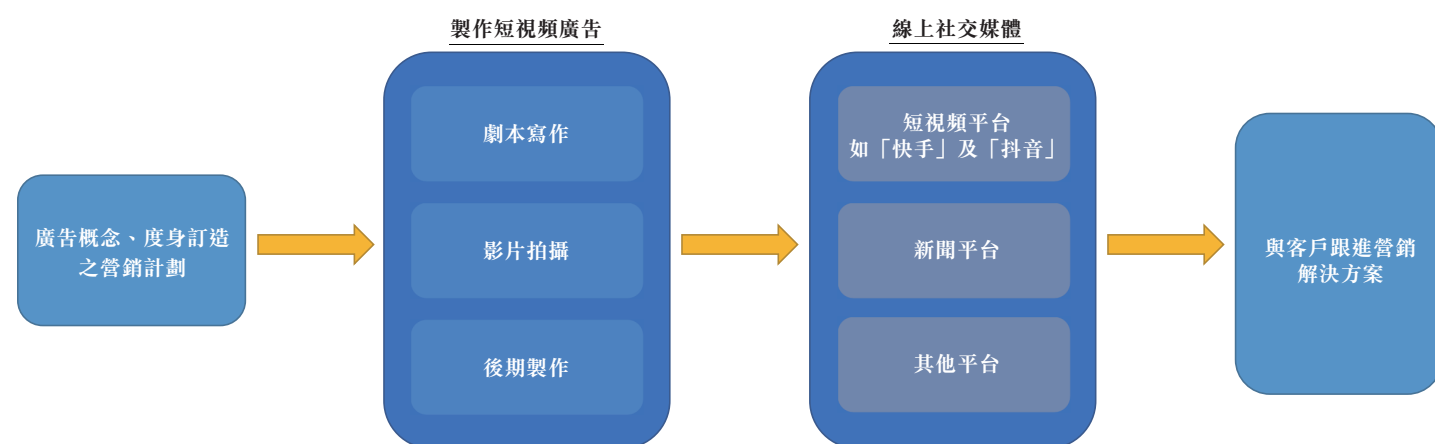 製作短視頻廣告
線上社交媒體
廣告概念、度身訂造
之營銷計劃
劇本寫作
影片拍攝
後期製作
短視頻平台
如「快手」及「抖音」
新聞平台
其他平台
與客戶跟進營銷
解決方案